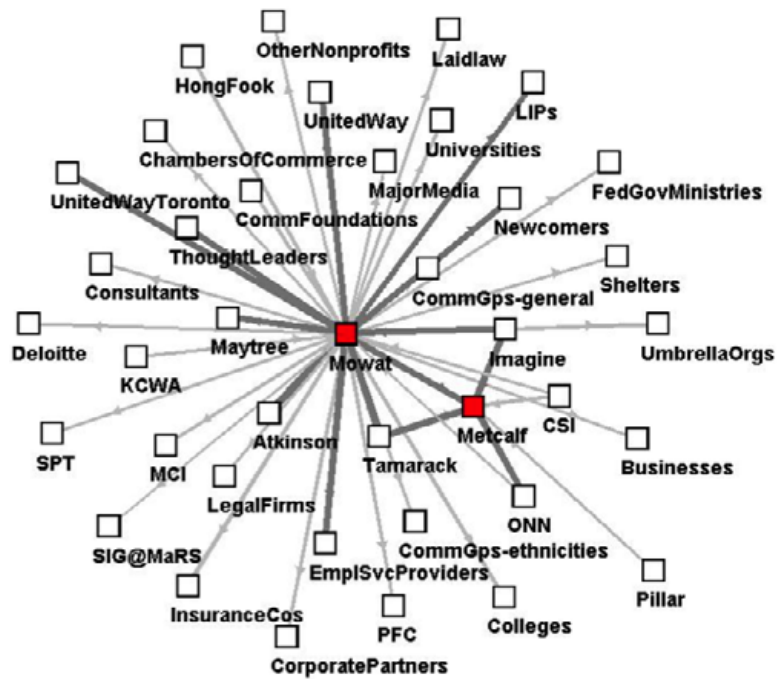 OtherNonprofits
Laidlaw
HongFook
LIPs
UnitedWay
Universities
ChambersOfCommerce
MajorMedia
FedGovMinistries
UnitedWayToronto
CommFoundations
Newcomers
ThoughtLeaders
CommGps-general
Shelters
Consultants
Deloitte
Maytree
Mowat
Imagine
UmbrellaOrgs
KCWA
CSI
Metcalf
Atkinson
Businesses
SPT
MCI
Tamarack
LegalFirms
ONN
SIG@MaRS
CommGps-ethnicities
EmplSvcProviders
Pillar
InsuranceCos
PFC
Colleges
CorporatePartners